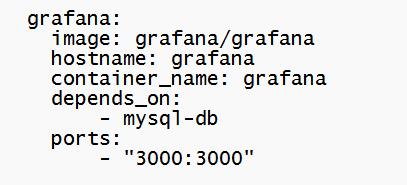 grafana:
  image: grafana/grafana
  hostname: grafana
  container_name: grafana
  depends_on:
      - mysql-db
  ports:
      - "3000:3000"